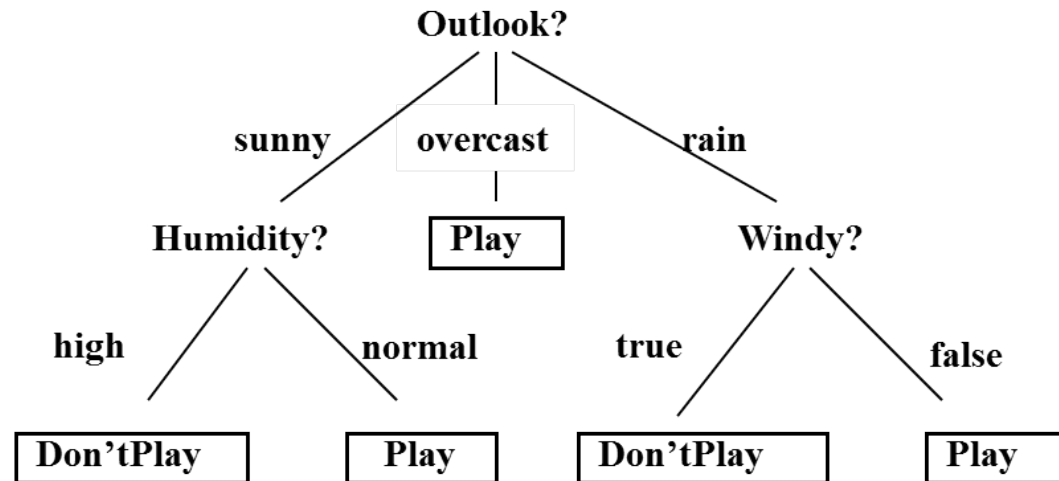 Outlook?
sunny overcast rain
Humidity? Play Windy?
high normal true false
Don’tPlay Play Don’tPlay Play